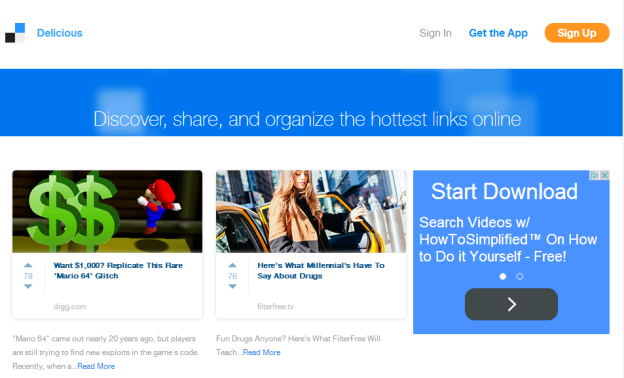 Delicious
Sign In
Get the App
Sign Up
Discover, share, and organize the hottest links online
78
Want $1,000? Replicate This Rare
'Mario 64' Glitch
digg.com
"Mario 64" came out nearly 20 years ago, but players
are still trying to find new exploits in the game's code.
Recently, when a...Read More
76
Here's What Millennial's Have To
Say About Drugs
filterfree.tv
Fun Drugs Anyone? Here's What FilterFree Will
Teach...Read More
Start Download
Search Videos w/
HowToSimplified™ On How
to Do it Yourself - Free!